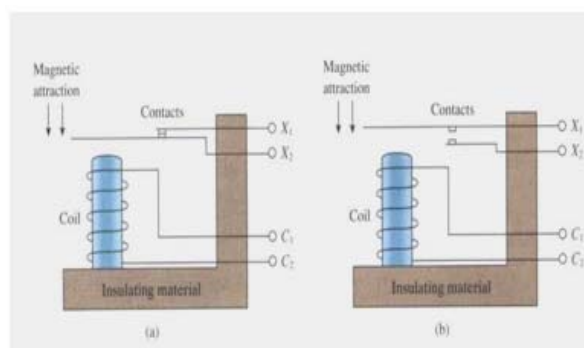 Magnetic
attraction
Contacts
X₁
X₂
Coil
C₁
C₂
Insulating material
(a)
Magnetic
attraction
Contacts
X₁
X₂
Coil
C₁
C₂
Insulating material
(b)